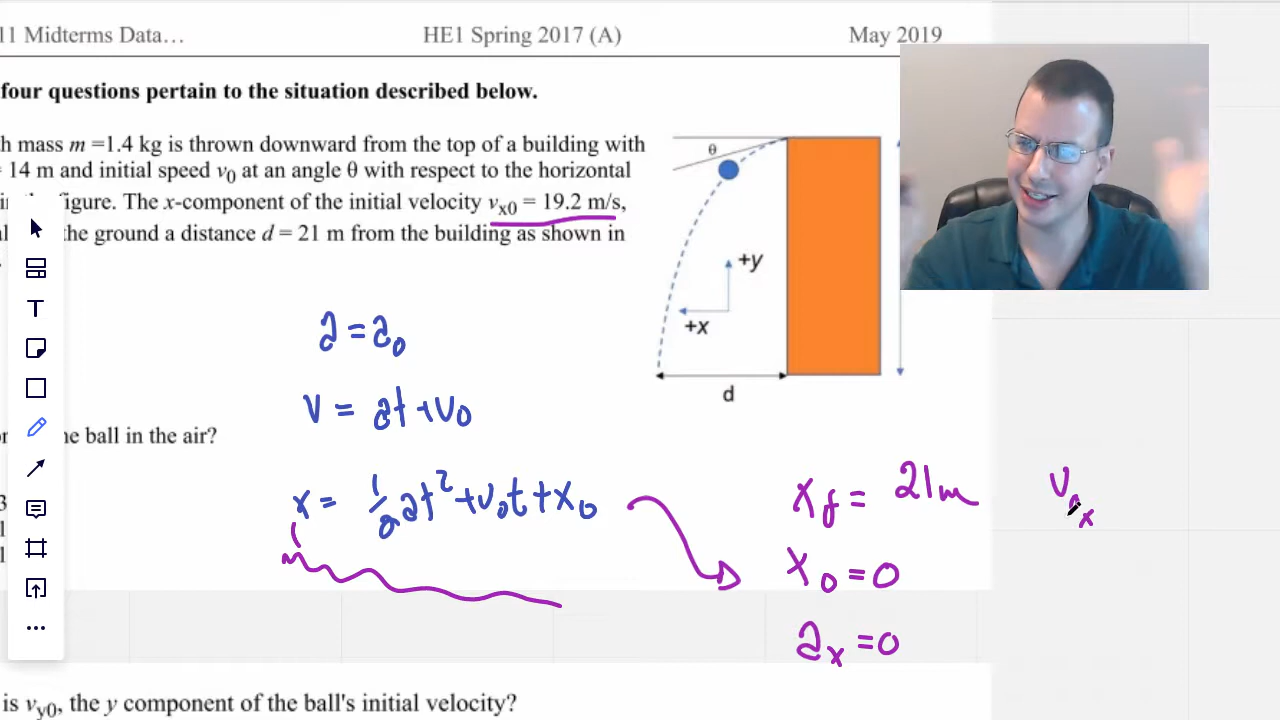 11 Midterms Data… HE1 Spring 2017 (A) May 2019
four questions pertain to the situation described below.
h mass m =1.4 kg is thrown downward from the top of a building with
= 14 m and initial speed v0 at an angle θ with respect to the horizontal
figure. The x-component of the initial velocity vx0 = 19.2 m/s,
the ground a distance d = 21 m from the building as shown in
θ
+y
+x
d
a = a0
v = at + v0
he ball in the air?
x = 1/2 at² + v0t + x0
xf = 21m
vx
x0 = 0
ax = 0
is vy0, the y component of the ball's initial velocity?
T